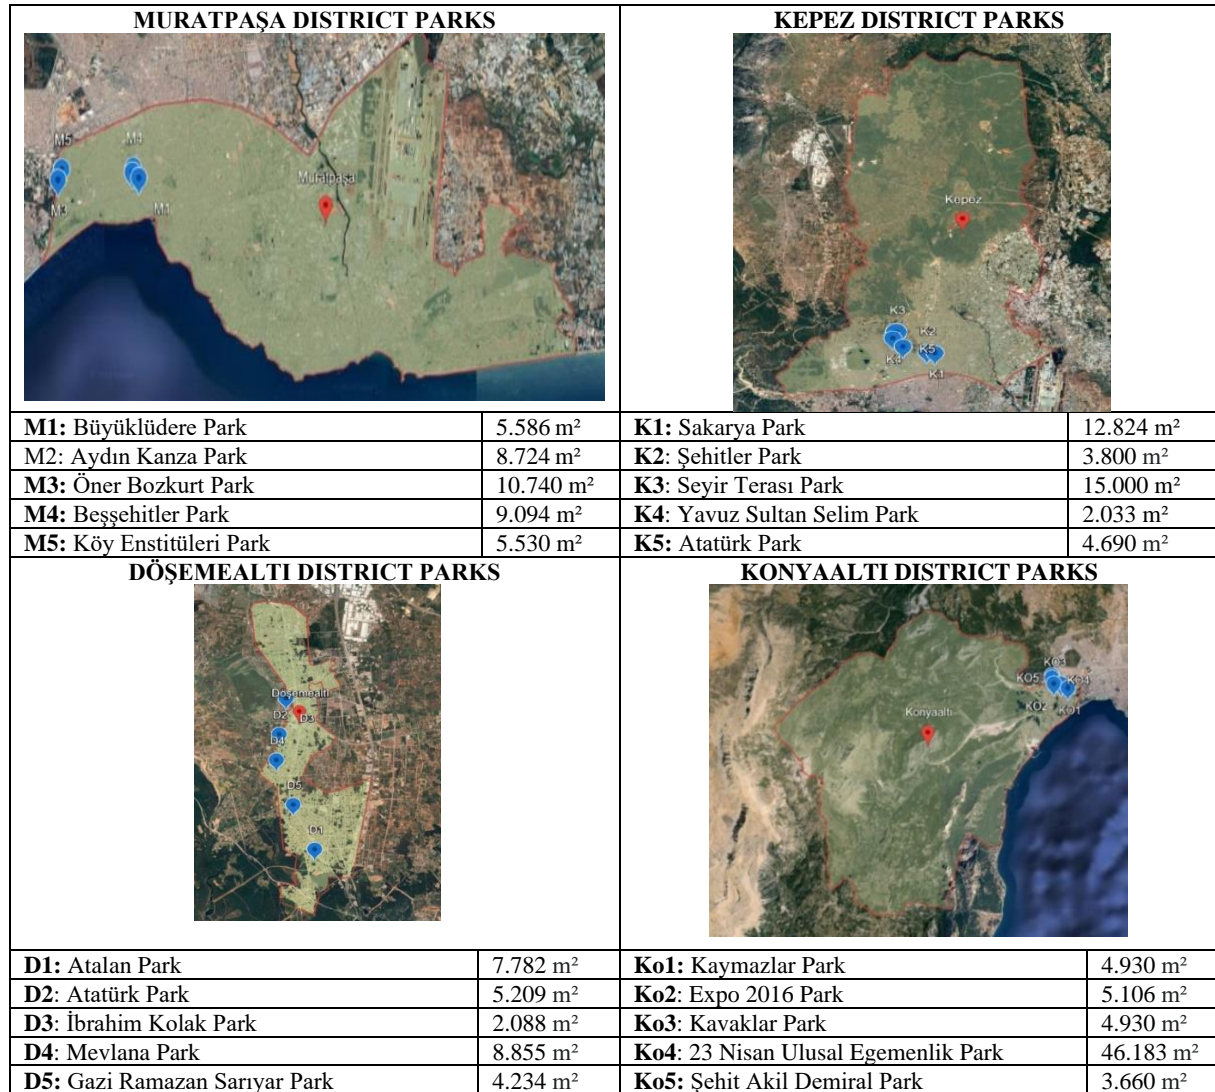 MURATPAŞA DISTRICT PARKS
M5
M4
M3
M1
Muratpaşa
M1: Büyüklüdere Park 5.586 m²
M2: Aydın Kanza Park 8.724 m²
M3: Öner Bozkurt Park 10.740 m²
M4: Beşşehitler Park 9.094 m²
M5: Köy Enstitüleri Park 5.530 m²
KEPEZ DISTRICT PARKS
Kepez
K3
K2
K4
K5
K1
K1: Sakarya Park 12.824 m²
K2: Şehitler Park 3.800 m²
K3: Seyir Terası Park 15.000 m²
K4: Yavuz Sultan Selim Park 2.033 m²
K5: Atatürk Park 4.690 m²
DÖŞEMEALTI DISTRICT PARKS
Döşemealtı
D2
D3
D4
D5
D1
D1: Atalan Park 7.782 m²
D2: Atatürk Park 5.209 m²
D3: İbrahim Kolak Park 2.088 m²
D4: Mevlana Park 8.855 m²
D5: Gazi Ramazan Sarıyar Park 4.234 m²
KONYAALTI DISTRICT PARKS
KO3
KO5
KO4
KO2
KO1
Konyaaltı
Ko1: Kaymazlar Park 4.930 m²
Ko2: Expo 2016 Park 5.106 m²
Ko3: Kavaklar Park 4.930 m²
Ko4: 23 Nisan Ulusal Egemenlik Park 46.183 m²
Ko5: Şehit Akil Demiral Park 3.660 m²